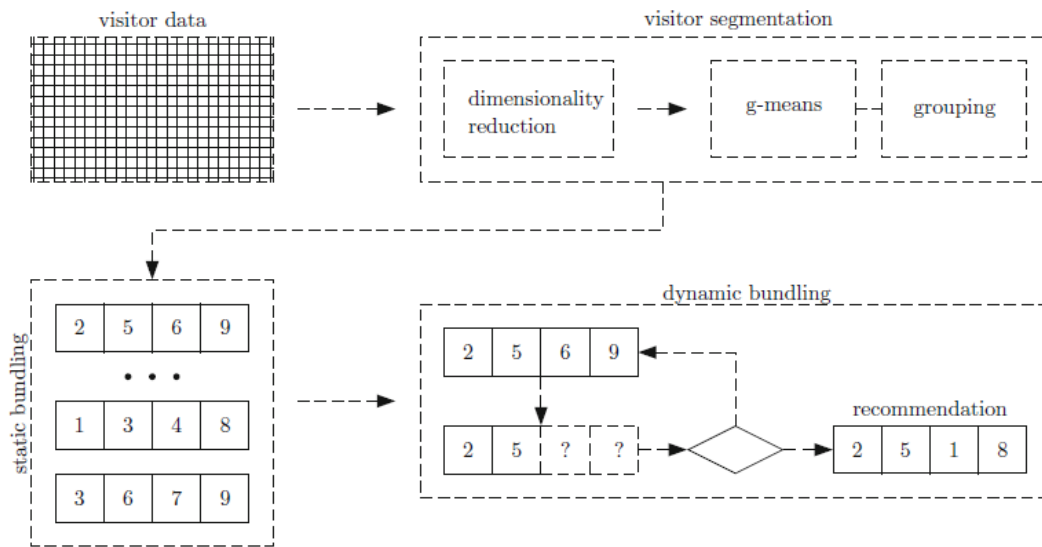 visitor data
visitor segmentation
dimensionality
reduction
g-means
grouping
static bundling
2 5 6 9
• • •
1 3 4 8
3 6 7 9
dynamic bundling
2 5 6 9
2 5 ? ?
recommendation
2 5 1 8